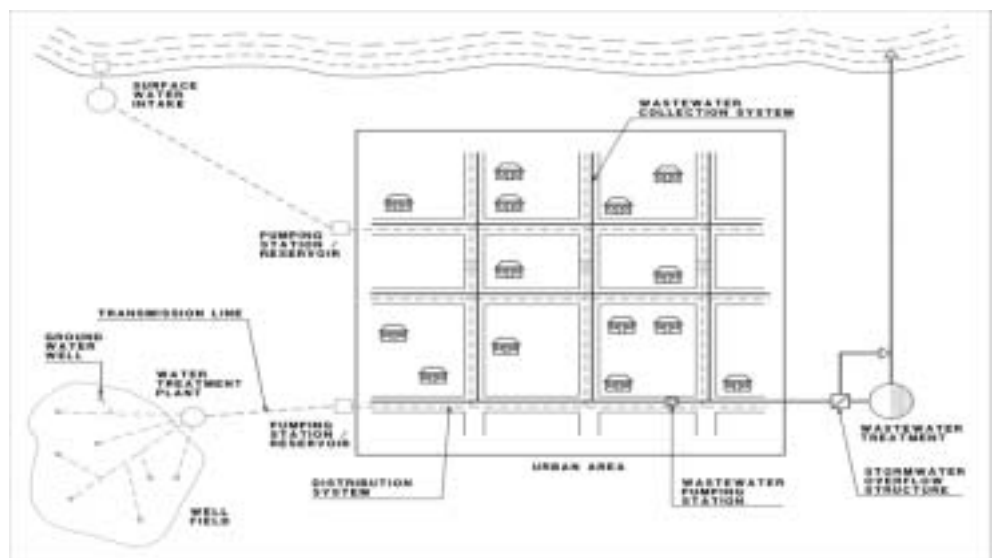 SURFACE
WATER
INTAKE
WASTEWATER
COLLECTION SYSTEM
PUMPING
STATION /
RESERVOIR
TRANSMISSION LINE
GROUND
WATER
WELL
WATER
TREATMENT
PLANT
PUMPING
STATION /
RESERVOIR
WASTEWATER
TREATMENT
URBAN AREA
DISTRIBUTION
SYSTEM
WASTEWATER
PUMPING
STATION
STORMWATER
OVERFLOW
STRUCTURE
WELL
FIELD